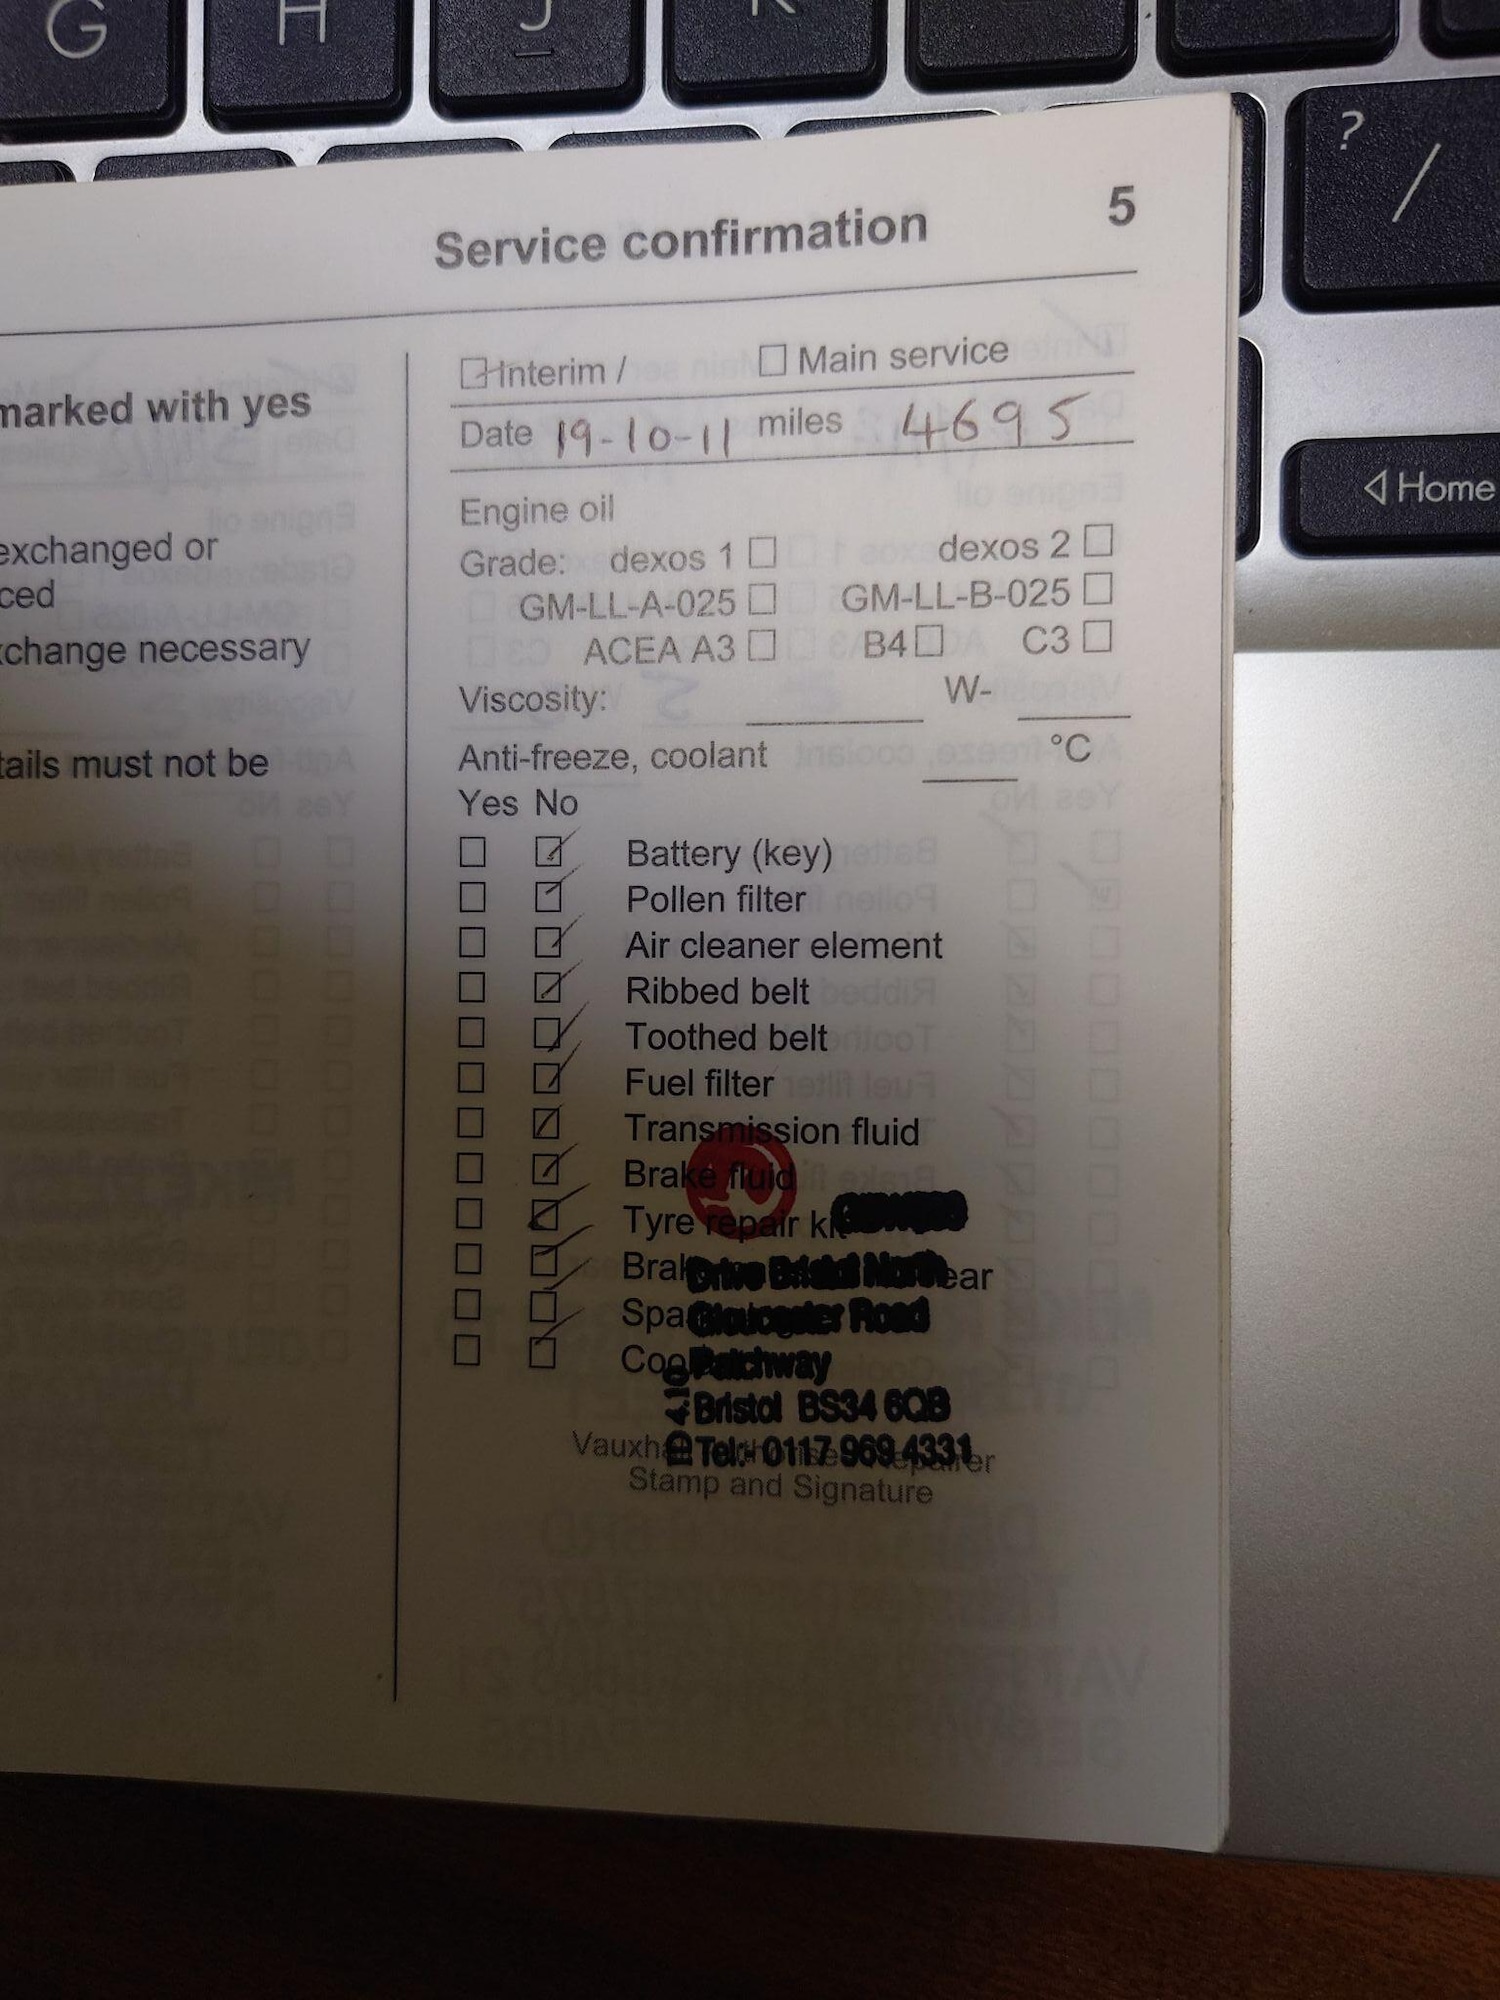 G H J K
? /
Home
Service confirmation 5
marked with yes
exchanged or
ced
xchange necessary
tails must not be
Interim / Main service
Date 19-10-11 miles 4695
Engine oil
Grade: dexos 1 dexos 2
GM-LL-A-025 GM-LL-B-025
ACEA A3 B4 C3
Viscosity: W-
Anti-freeze, coolant °C
Yes No
Battery (key)
Pollen filter
Air cleaner element
Ribbed belt
Toothed belt
Fuel filter
Transmission fluid
Brake fluid
Tyre repair kit
Drive Bristol North
Gloucester Road
Patchway
Bristol BS34 6QB
Tel:- 0117 969 4331
Stamp and Signature